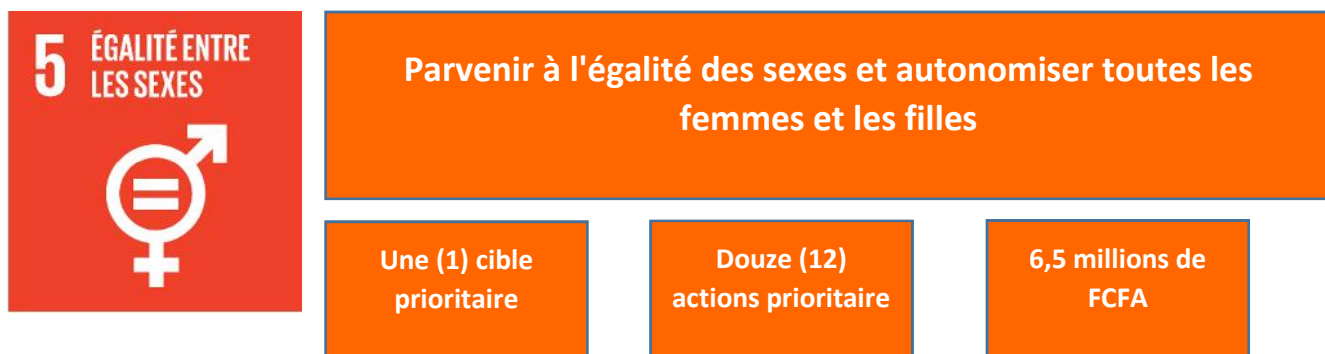 5 ÉGALITÉ ENTRE
LES SEXES
Parvenir à l'égalité des sexes et autonomiser toutes les
femmes et les filles
Une (1) cible
prioritaire
Douze (12)
actions prioritaire
6,5 millions de
FCFA